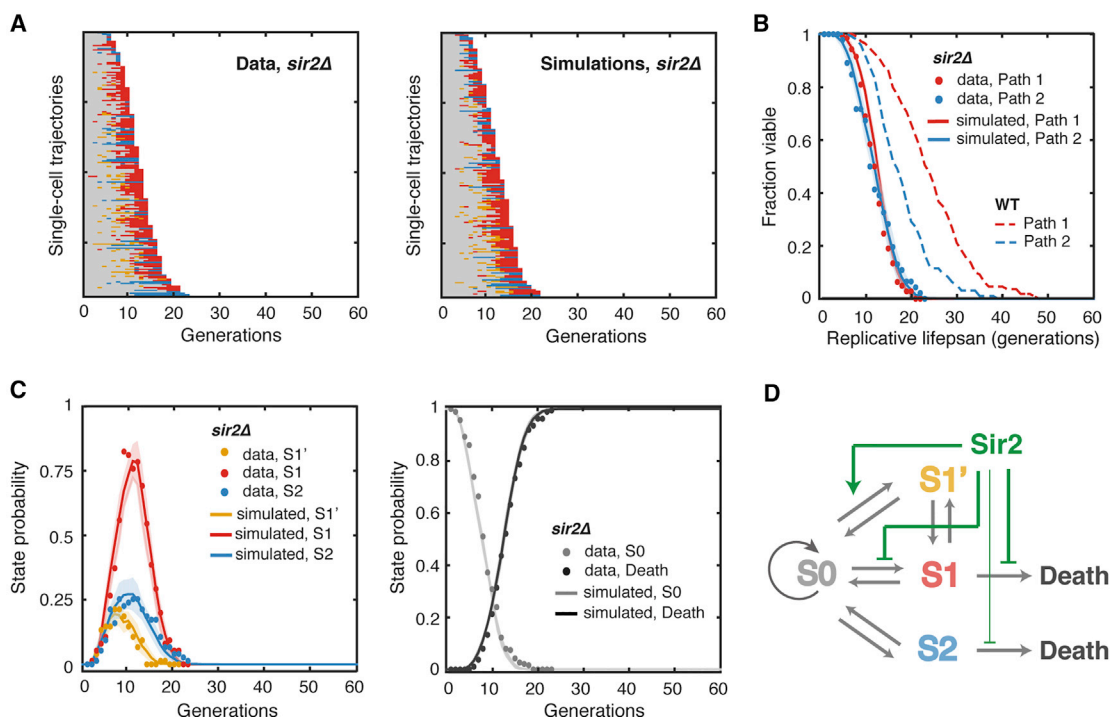 A
Data, sir2Δ
Single-cell trajectories
0 10 20 30 40 50 60
Generations
Simulations, sir2Δ
Single-cell trajectories
0 10 20 30 40 50 60
Generations
B
1
0.8
0.6
0.4
0.2
0
Fraction viable
sir2Δ
data, Path 1
data, Path 2
simulated, Path 1
simulated, Path 2
WT
Path 1
Path 2
0 10 20 30 40 50 60
Replicative lifepsan (generations)
C
1
0.75
0.5
0.25
0
State probability
sir2Δ
data, S1'
data, S1
data, S2
simulated, S1'
simulated, S1
simulated, S2
0 10 20 30 40 50 60
Generations
1
0.8
0.6
0.4
0.2
0
State probability
sir2Δ
data, S0
data, Death
simulated, S0
simulated, Death
0 10 20 30 40 50 60
Generations
D
Sir2
S1'
S0
S1
Death
S2
Death